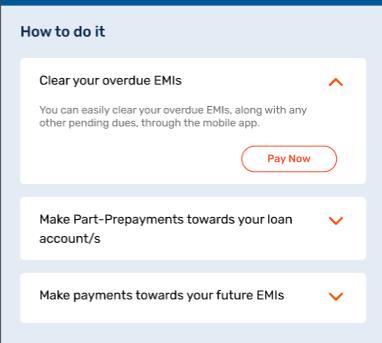 How to do it
Clear your overdue EMIs
You can easily clear your overdue EMIs, along with any
other pending dues, through the mobile app.
Pay Now
Make Part-Prepayments towards your loan
account/s
Make payments towards your future EMIs